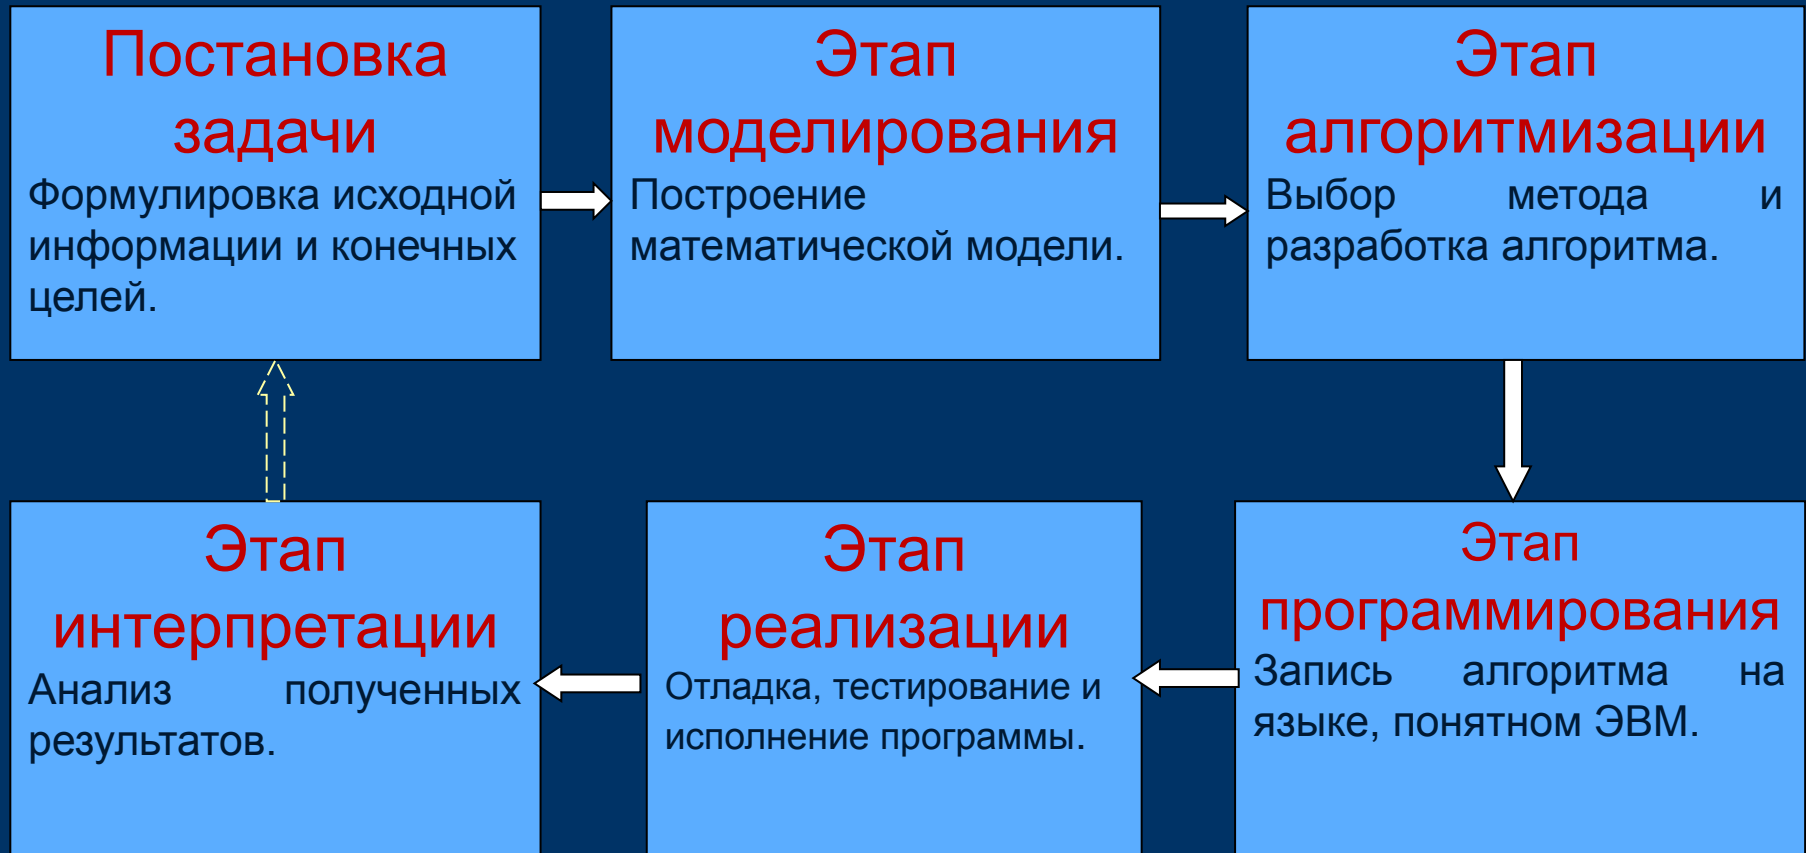 Постановка
задачи
Формулировка исходной
информации и конечных
целей.
Этап
моделирования
Построение
математической модели.
Этап
алгоритмизации
Выбор метода и
разработка алгоритма.
Этап
интерпретации
Анализ полученных
результатов.
Этап
реализации
Отладка, тестирование и
исполнение программы.
Этап
программирования
Запись алгоритма на
языке, понятном ЭВМ.